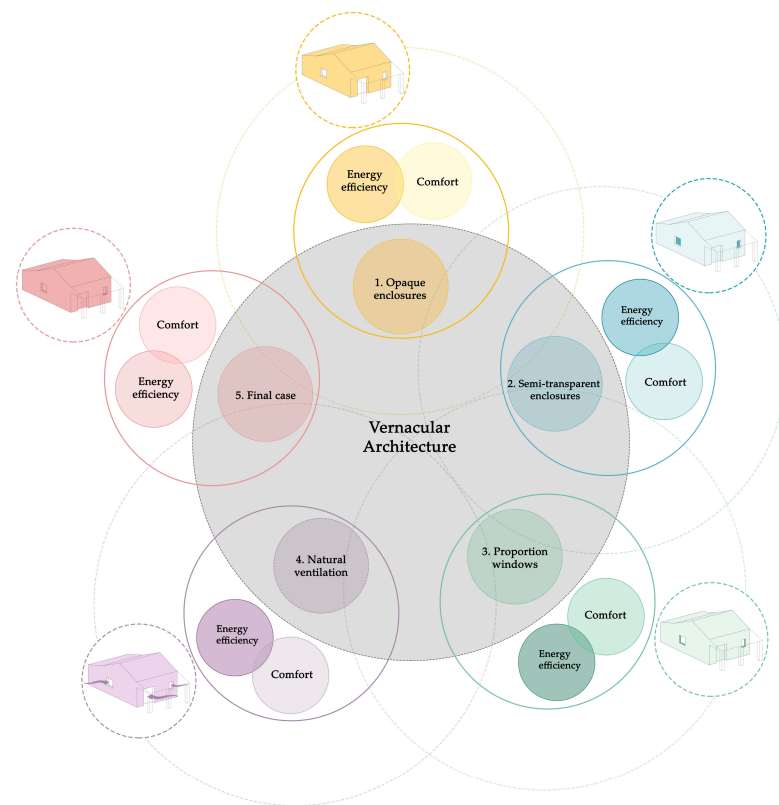 Energy
efficiency
Comfort
1. Opaque
enclosures
Energy
efficiency
Comfort
2. Semi-transparent
enclosures
Comfort
Energy
efficiency
5. Final case
Vernacular
Architecture
3. Proportion
windows
Comfort
Energy
efficiency
4. Natural
ventilation
Energy
efficiency
Comfort